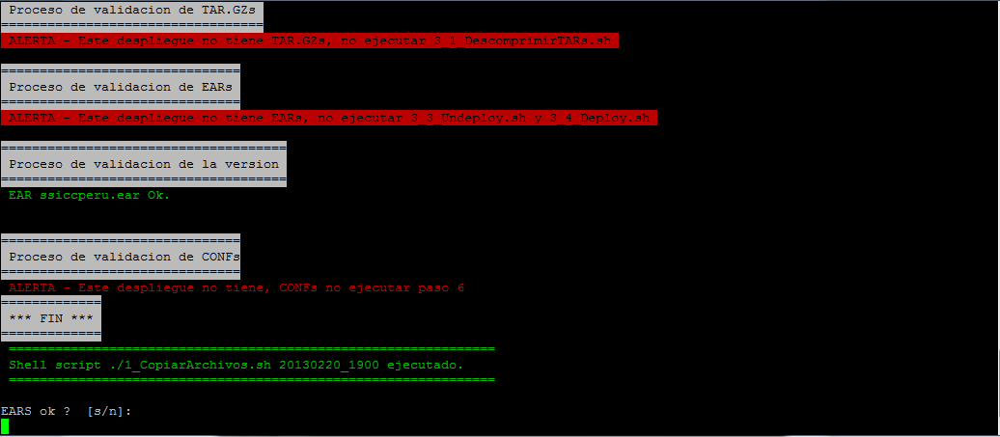 Proceso de validacion de TAR.GZs
==================================
ALERTA - Este despliegue no tiene TAR.GZs, no ejecutar 3_1_DescomprimirTARs.sh
===============================
Proceso de validacion de EARs
===============================
ALERTA - Este despliegue no tiene EARs, no ejecutar 3_3_Undeploy.sh y 3_4_Deploy.sh
=====================================
Proceso de validacion de la version
=====================================
EAR ssiccperu.ear Ok.
===============================
Proceso de validacion de CONFs
===============================
ALERTA - Este despliegue no tiene, CONFs no ejecutar paso 6
=============
*** FIN ***
=============
===============================================================
Shell script ./1_CopiarArchivos.sh 20130220_1900 ejecutado.
===============================================================
EARS ok ?  [s/n]: